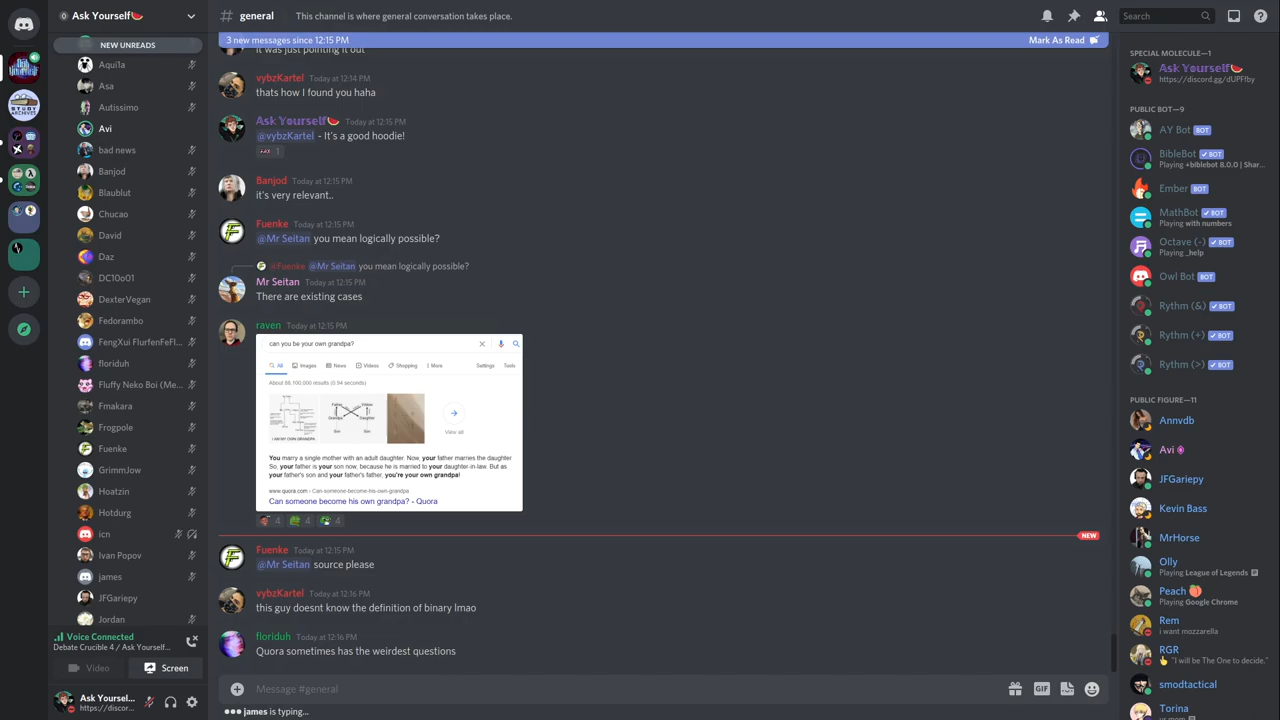 Ask Yourself🍉
NEW UNREADS
Aqui1a
Asa
Autissimo
Avi
bad news
Banjod
Blaublut
Chucao
David
Daz
DC10o01
DexterVegan
Fedorambo
FengXui FlurfenFeFl...
floriduh
Fluffy Neko Boi (Me...
Fmakara
Frogpole
Fuenke
GrimmJow
Hoatzin
Hotdurg
icn
Ivan Popov
james
JFGariepy
Jordan
Voice Connected
Debate Crucible 4 / Ask Yourself...
Video
Screen
Ask Yoursel...
https://discor...
# general
This channel is where general conversation takes place.
Search
3 new messages since 12:15 PM
Mark As Read
it was just pointing it out
vybzKartel Today at 12:14 PM
thats how I found you haha
Ask Yourself🍉 Today at 12:15 PM
@vybzKartel - It's a good hoodie!
1
Banjod Today at 12:15 PM
it's very relevant..
Fuenke Today at 12:15 PM
@Mr Seitan you mean logically possible?
@Fuenke @Mr Seitan you mean logically possible?
Mr Seitan Today at 12:15 PM
There are existing cases
raven Today at 12:15 PM
can you be your own grandpa?
All Images News Videos Shopping More Settings Tools
About 88,100,000 results (0.94 seconds)
I AM MY OWN GRANDPA
View all
You marry a single mother with an adult daughter. Now, your father marries the daughter
So, your father is your son now, because he is married to your daughter-in-law. But as
your father's son and your father's father, you're your own grandpa!
www.quora.com › Can-someone-become-his-own-grandpa
Can someone become his own grandpa? - Quora
4 4 4
NEW
Fuenke Today at 12:15 PM
@Mr Seitan source please
vybzKartel Today at 12:16 PM
this guy doesnt know the definition of binary lmao
floriduh Today at 12:16 PM
Quora sometimes has the weirdest questions
Message #general
GIF
james is typing...
SPECIAL MOLECULE—1
Ask Yourself🍉
https://discord.gg/dUPFfby
PUBLIC BOT—9
AY Bot BOT
BibleBot ✓BOT
Playing +biblebot 8.0.0 | Shar...
Ember BOT
MathBot ✓BOT
Playing with numbers
Octave (-) ✓BOT
Playing _help
Owl Bot BOT
Rythm (&) ✓BOT
Rythm (+) ✓BOT
Rythm (>) ✓BOT
PUBLIC FIGURE—11
Annvdb
Avi
JFGariepy
Kevin Bass
MrHorse
Olly
Playing League of Legends
Peach 🍑
Playing Google Chrome
Rem
i want mozzarella
RGR
👆 "I will be The One to decide."
smodtactical
Torina